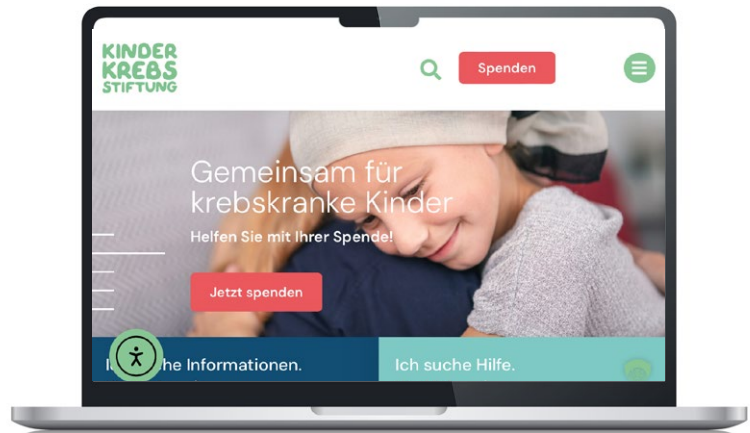 KINDER
KREBS
STIFTUNG
Spenden
Gemeinsam für
krebskranke Kinder
Helfen Sie mit Ihrer Spende!
Jetzt spenden
Informationen.
Ich suche Hilfe.